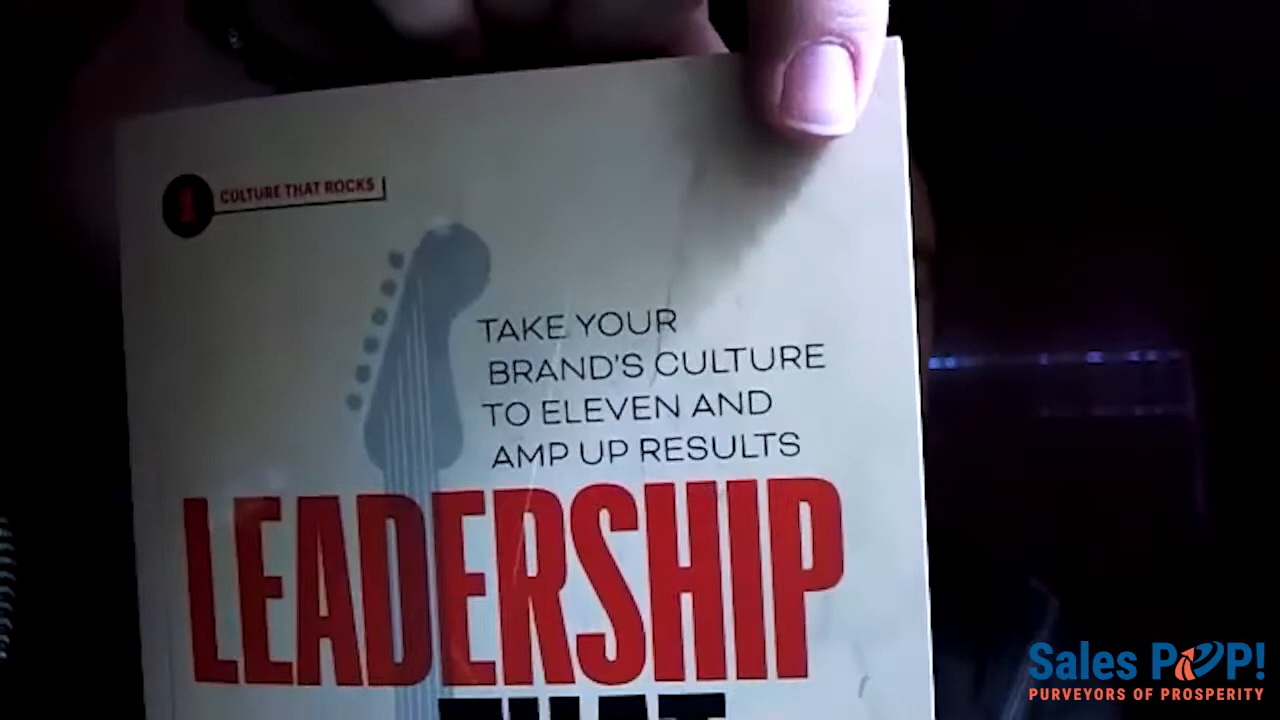 CULTURE THAT ROCKS
TAKE YOUR
BRAND'S CULTURE
TO ELEVEN AND
AMP UP RESULTS
LEADERSHIP
THAT
Sales POP!
PURVEYORS OF PROSPERITY